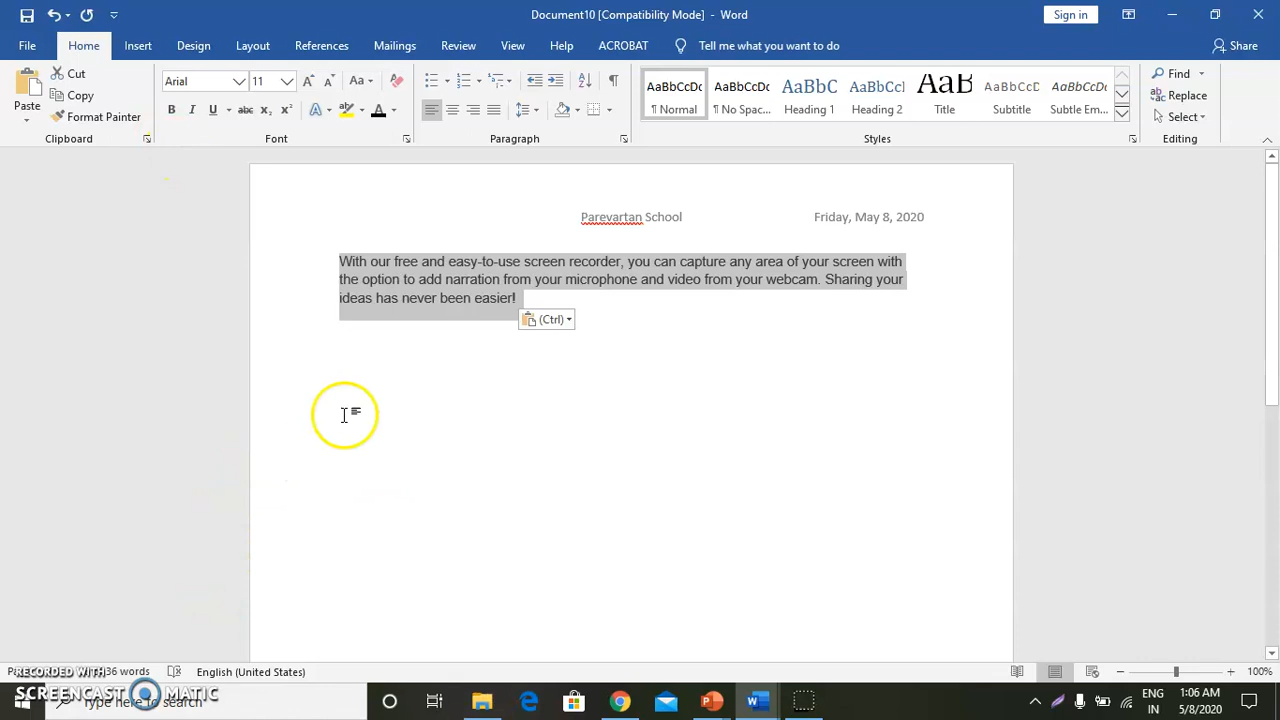 Document10 [Compatibility Mode] - Word
Sign in
File Home Insert Design Layout References Mailings Review View Help ACROBAT Tell me what you want to do Share
Paste
Cut
Copy
Format Painter
Clipboard
Arial 11
Font
Paragraph
AaBbCcDc AaBbCcDc AaBbC AaBbCcI AaB AaBbCcD AaBbCcD
¶ Normal ¶ No Spac... Heading 1 Heading 2 Title Subtitle Subtle Em...
Styles
Find
Replace
Select
Editing
Parevartan School Friday, May 8, 2020
With our free and easy-to-use screen recorder, you can capture any area of your screen with
the option to add narration from your microphone and video from your webcam. Sharing your
ideas has never been easier!
(Ctrl)
36 words English (United States) 100%
RECORDED WITH
SCREENCAST MATIC
Type here to search
ENG
IN
1:06 AM
5/8/2020